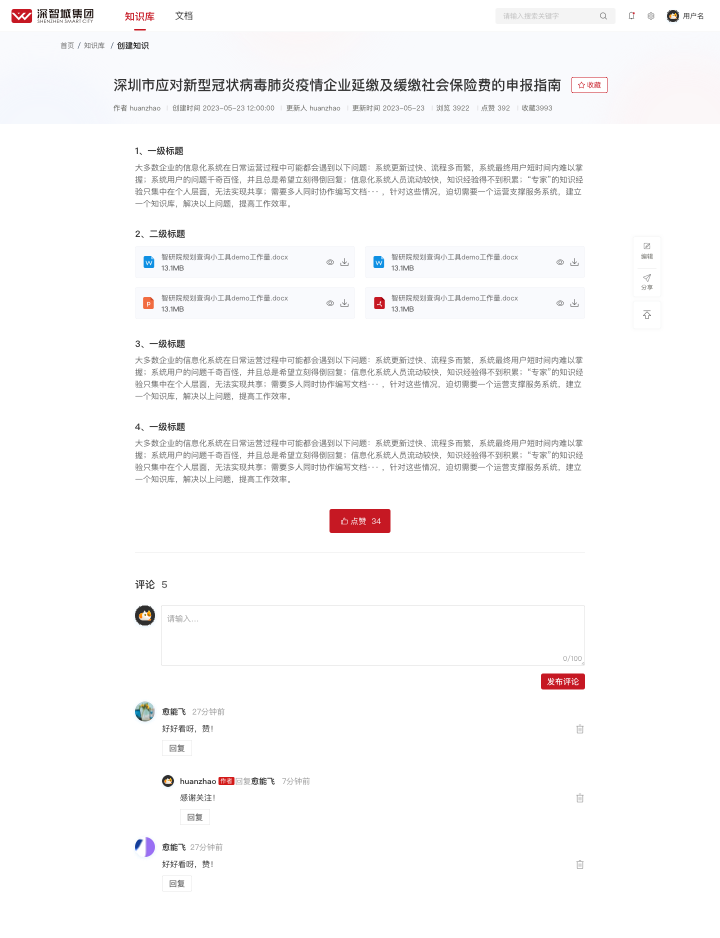 深智城集团
SHENZHEN SMART CITY
知识库
文档
请输入搜索关键字
用户名
首页 / 知识库 / 创建知识
深圳市应对新型冠状病毒肺炎疫情企业延缴及缓缴社会保险费的申报指南
收藏
作者 huanzhao
创建时间 2023-05-23 12:00:00
更新人 huanzhao
更新时间 2023-05-23
浏览 3922
点赞 392
收藏3993
1、一级标题
大多数企业的信息化系统在日常运营过程中可能都会遇到以下问题：系统更新过快、流程多而繁，系统最终用户短时间内难以掌
握；系统用户的问题千奇百怪，并且总是希望立刻得倒回复；信息化系统人员流动较快，知识经验得不到积累；“专家”的知识经
验只集中在个人层面，无法实现共享；需要多人同时协作编写文档···，针对这些情况，迫切需要一个运营支撑服务系统，建立
一个知识库，解决以上问题，提高工作效率。
2、二级标题
智研院规划查询小工具demo工作量.docx
13.1MB
智研院规划查询小工具demo工作量.docx
13.1MB
智研院规划查询小工具demo工作量.docx
13.1MB
智研院规划查询小工具demo工作量.docx
13.1MB
编辑
分享
3、一级标题
大多数企业的信息化系统在日常运营过程中可能都会遇到以下问题：系统更新过快、流程多而繁，系统最终用户短时间内难以掌
握；系统用户的问题千奇百怪，并且总是希望立刻得倒回复；信息化系统人员流动较快，知识经验得不到积累；“专家”的知识经
验只集中在个人层面，无法实现共享；需要多人同时协作编写文档···，针对这些情况，迫切需要一个运营支撑服务系统，建立
一个知识库，解决以上问题，提高工作效率。
4、一级标题
大多数企业的信息化系统在日常运营过程中可能都会遇到以下问题：系统更新过快、流程多而繁，系统最终用户短时间内难以掌
握；系统用户的问题千奇百怪，并且总是希望立刻得倒回复；信息化系统人员流动较快，知识经验得不到积累；“专家”的知识经
验只集中在个人层面，无法实现共享；需要多人同时协作编写文档···，针对这些情况，迫切需要一个运营支撑服务系统，建立
一个知识库，解决以上问题，提高工作效率。
点赞 34
评论 5
请输入...
0/100
发布评论
愈能飞 27分钟前
好好看呀，赞！
回复
huanzhao 作者 回复愈能飞 7分钟前
感谢关注！
回复
愈能飞 27分钟前
好好看呀，赞！
回复